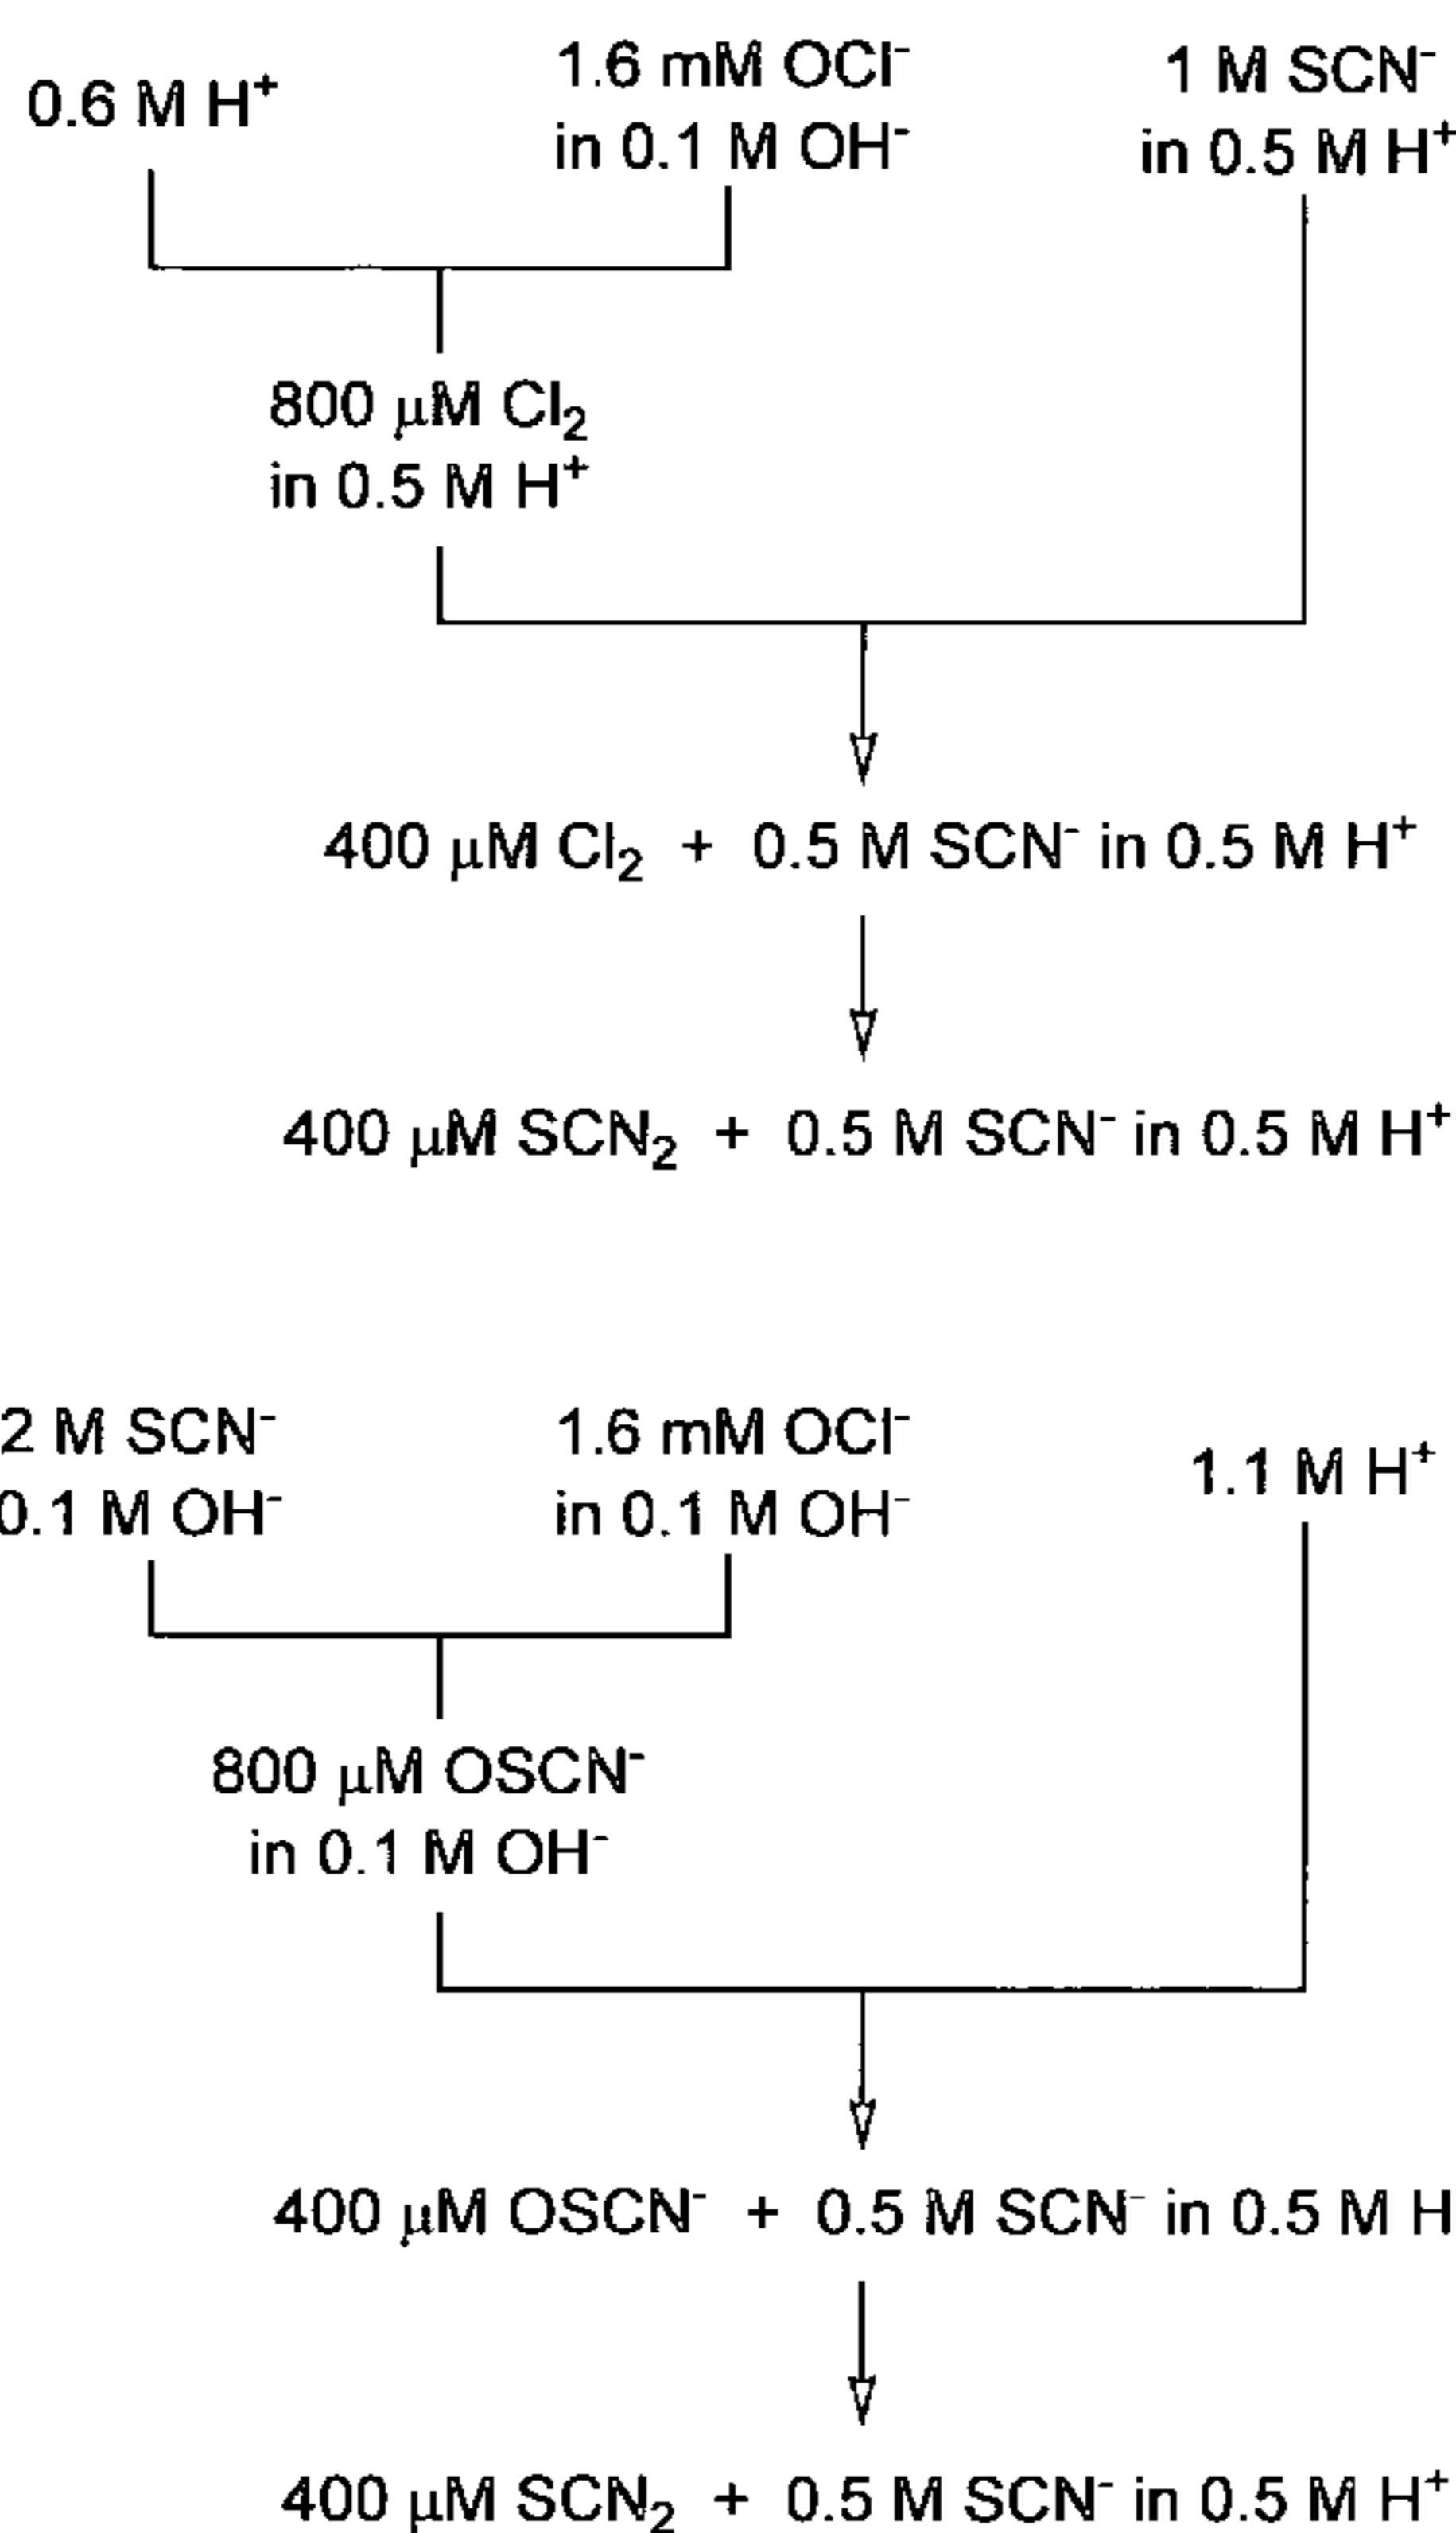 0.6 M H⁺
1.6 mM OCl⁻
in 0.1 M OH⁻
1 M SCN⁻
in 0.5 M H⁺
800 µM Cl₂
in 0.5 M H⁺
400 µM Cl₂ + 0.5 M SCN⁻ in 0.5 M H⁺
400 µM SCN₂ + 0.5 M SCN⁻ in 0.5 M H⁺
2 M SCN⁻
0.1 M OH⁻
1.6 mM OCl⁻
in 0.1 M OH⁻
1.1 M H⁺
800 µM OSCN⁻
in 0.1 M OH⁻
400 µM OSCN⁻ + 0.5 M SCN⁻ in 0.5 M H
400 µM SCN₂ + 0.5 M SCN⁻ in 0.5 M H⁺